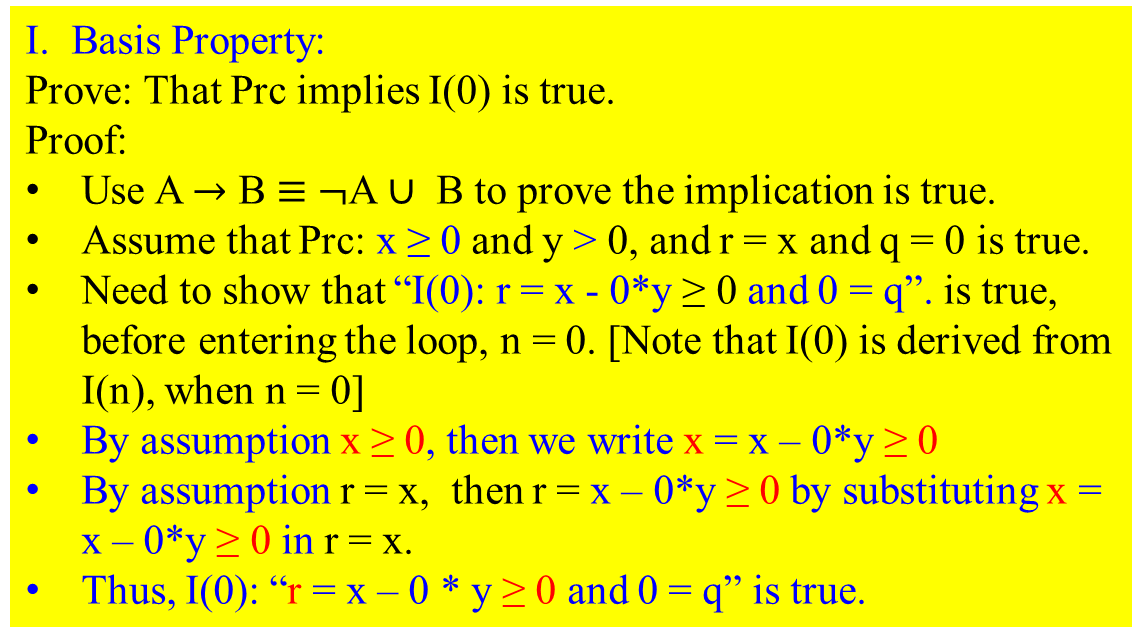 I. Basis Property:
Prove: That Prc implies I(0) is true.
Proof:
• Use A → B ≡ ¬A ∪ B to prove the implication is true.
• Assume that Prc: x ≥ 0 and y > 0, and r = x and q = 0 is true.
• Need to show that “I(0): r = x - 0*y ≥ 0 and 0 = q”. is true,
before entering the loop, n = 0. [Note that I(0) is derived from
I(n), when n = 0]
• By assumption x ≥ 0, then we write x = x – 0*y ≥ 0
• By assumption r = x, then r = x – 0*y ≥ 0 by substituting x =
x – 0*y ≥ 0 in r = x.
• Thus, I(0): “r = x – 0 * y ≥ 0 and 0 = q” is true.